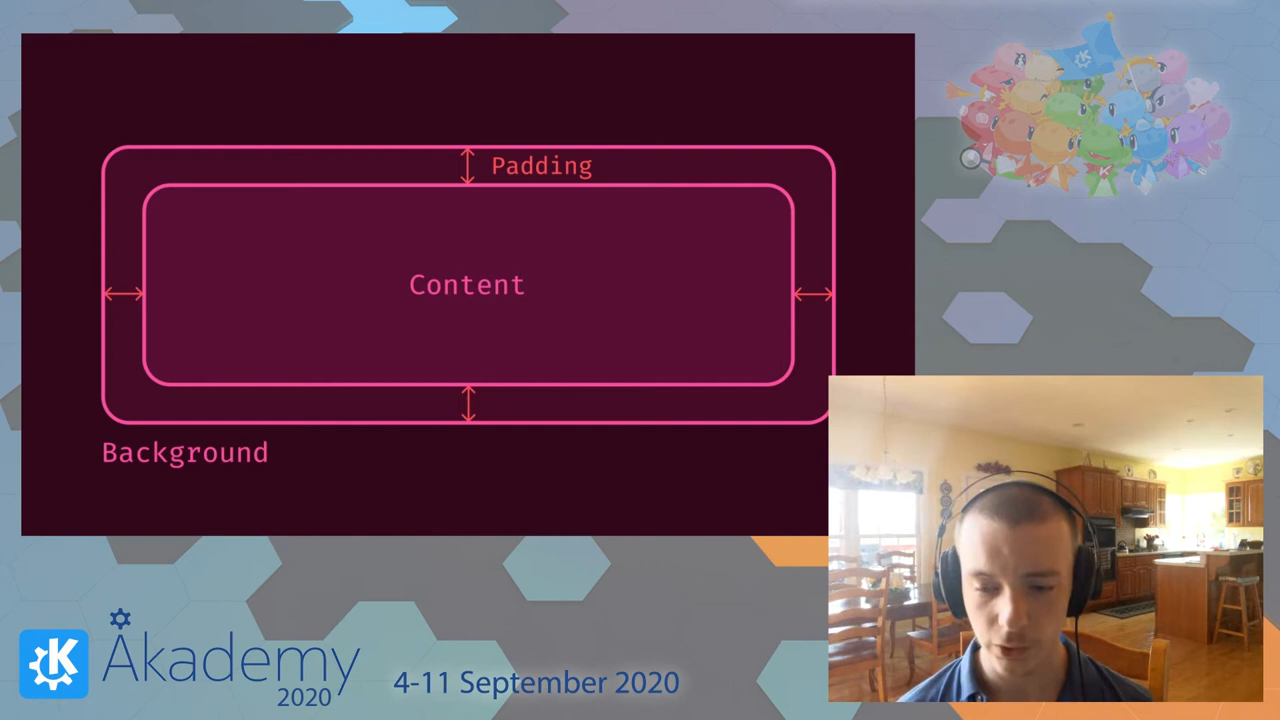 Padding
Content
Background
Akademy
2020
4-11 September 2020
K
K